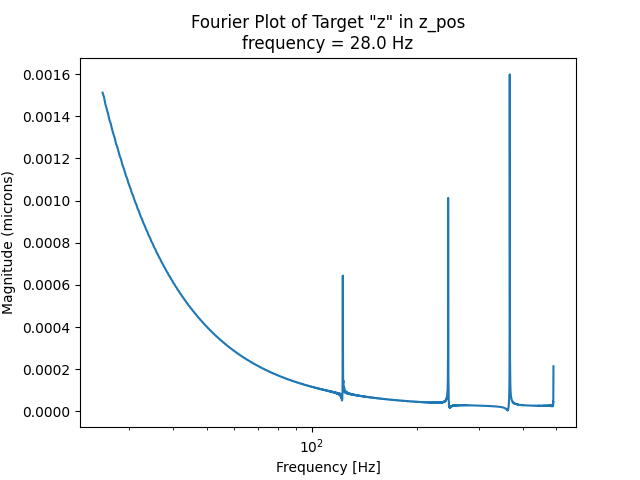 Fourier Plot of Target "z" in z_pos
frequency = 28.0 Hz
0.0016
0.0014
0.0012
0.0010
0.0008
0.0006
0.0004
0.0002
0.0000
Magnitude (microns)
10²
Frequency [Hz]